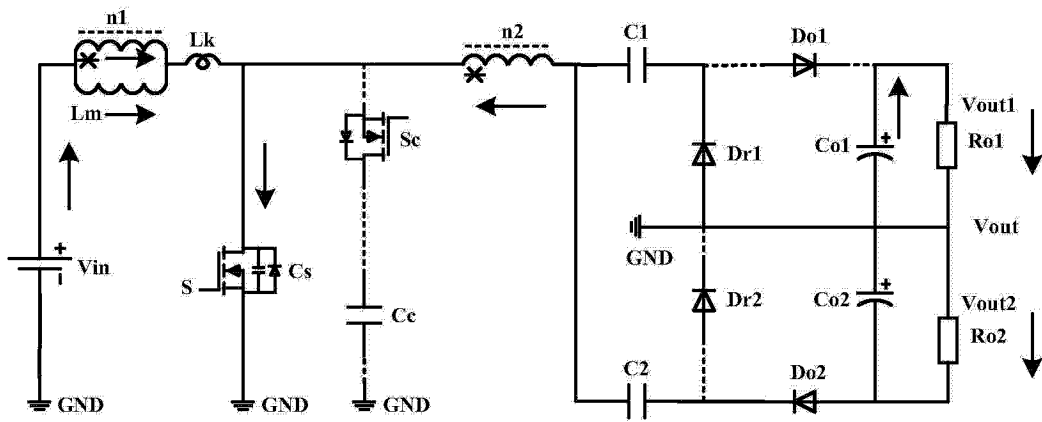 n1
Lk
n2
C1
Do1
Lm
Sc
Dr1
Co1
Vout1
Ro1
Vin
S
Cs
GND
Vout
Cc
Dr2
Co2
Vout2
Ro2
C2
Do2
GND
GND
GND